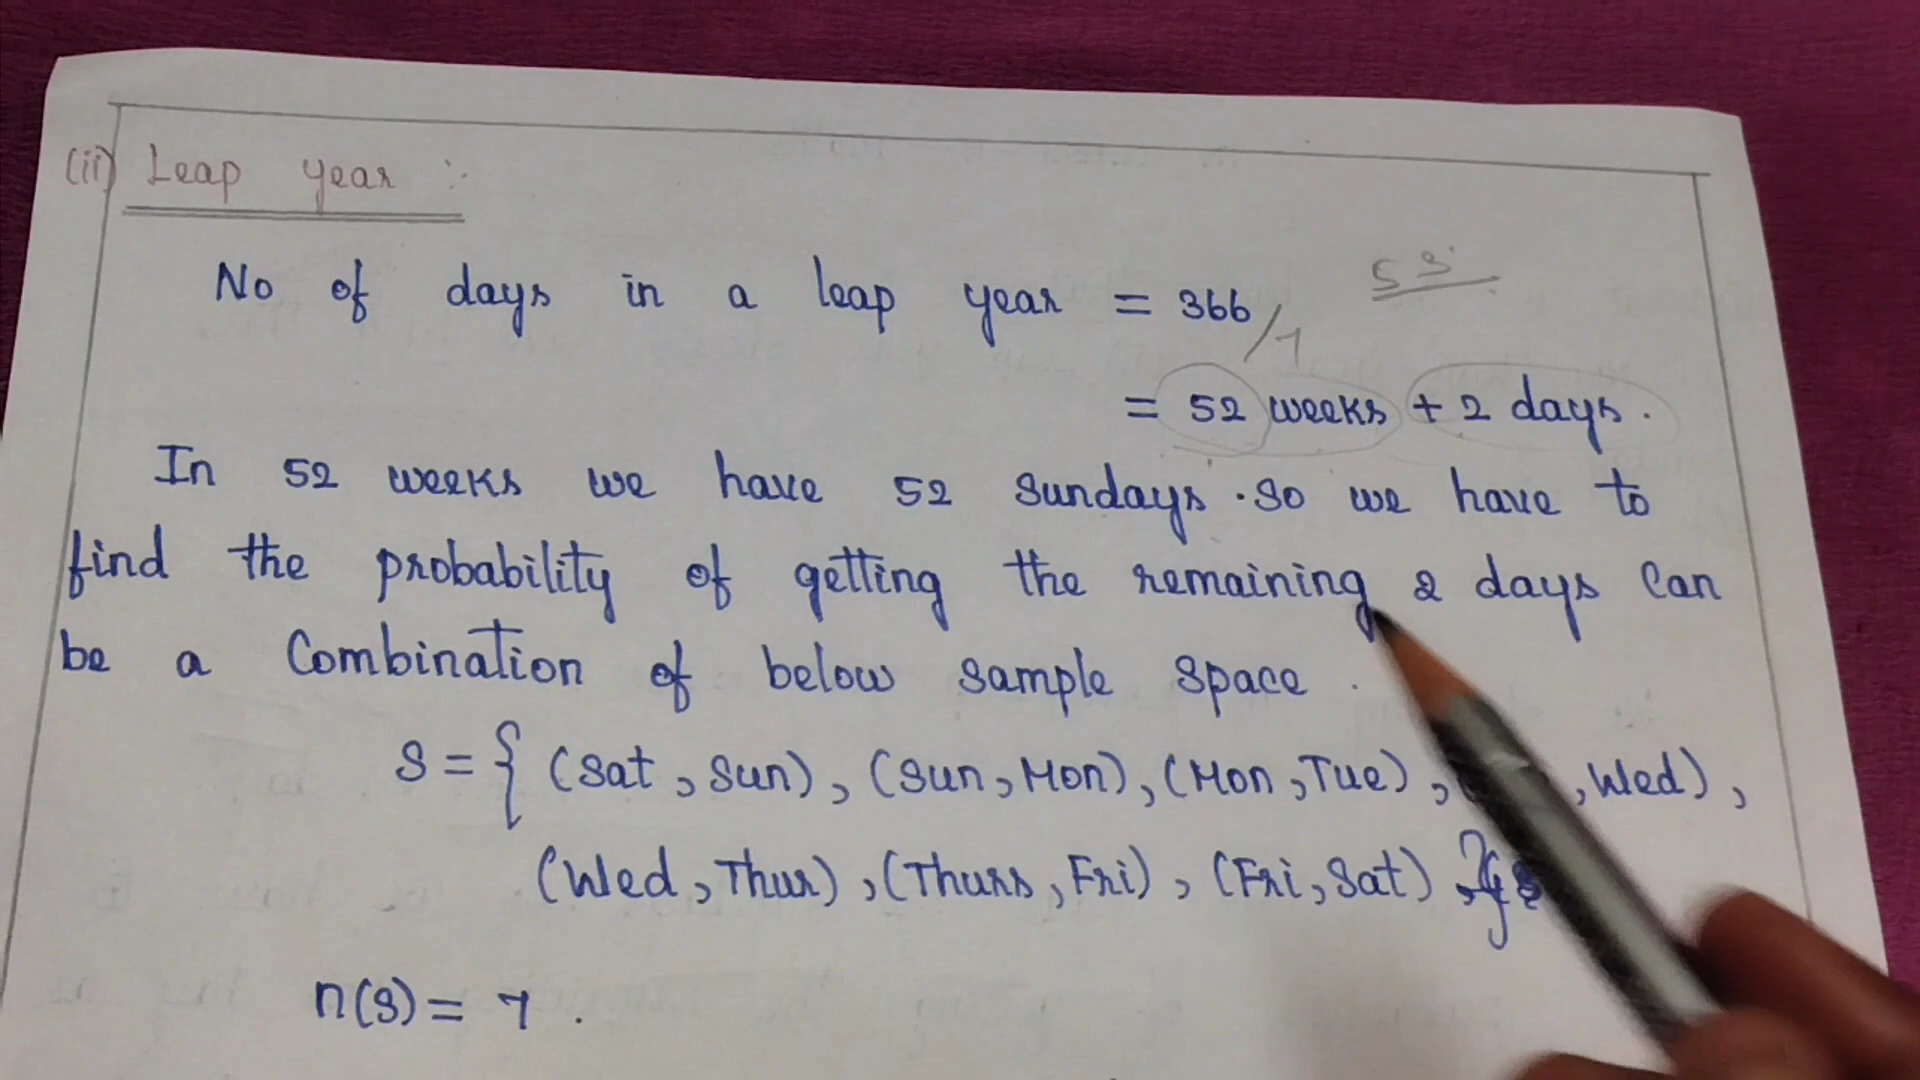 (ii) Leap year :-
53
No of days in a leap year = 366/7
= 52 weeks + 2 days.
In 52 weeks we have 52 sundays. So we have to
find the probability of getting the remaining 2 days can
be a combination of below sample space.
S = { (Sat, Sun), (Sun, Mon), (Mon, Tue), , Wed),
(Wed, Thur), (Thurs, Fri), (Fri, Sat) }
n(S) = 7.